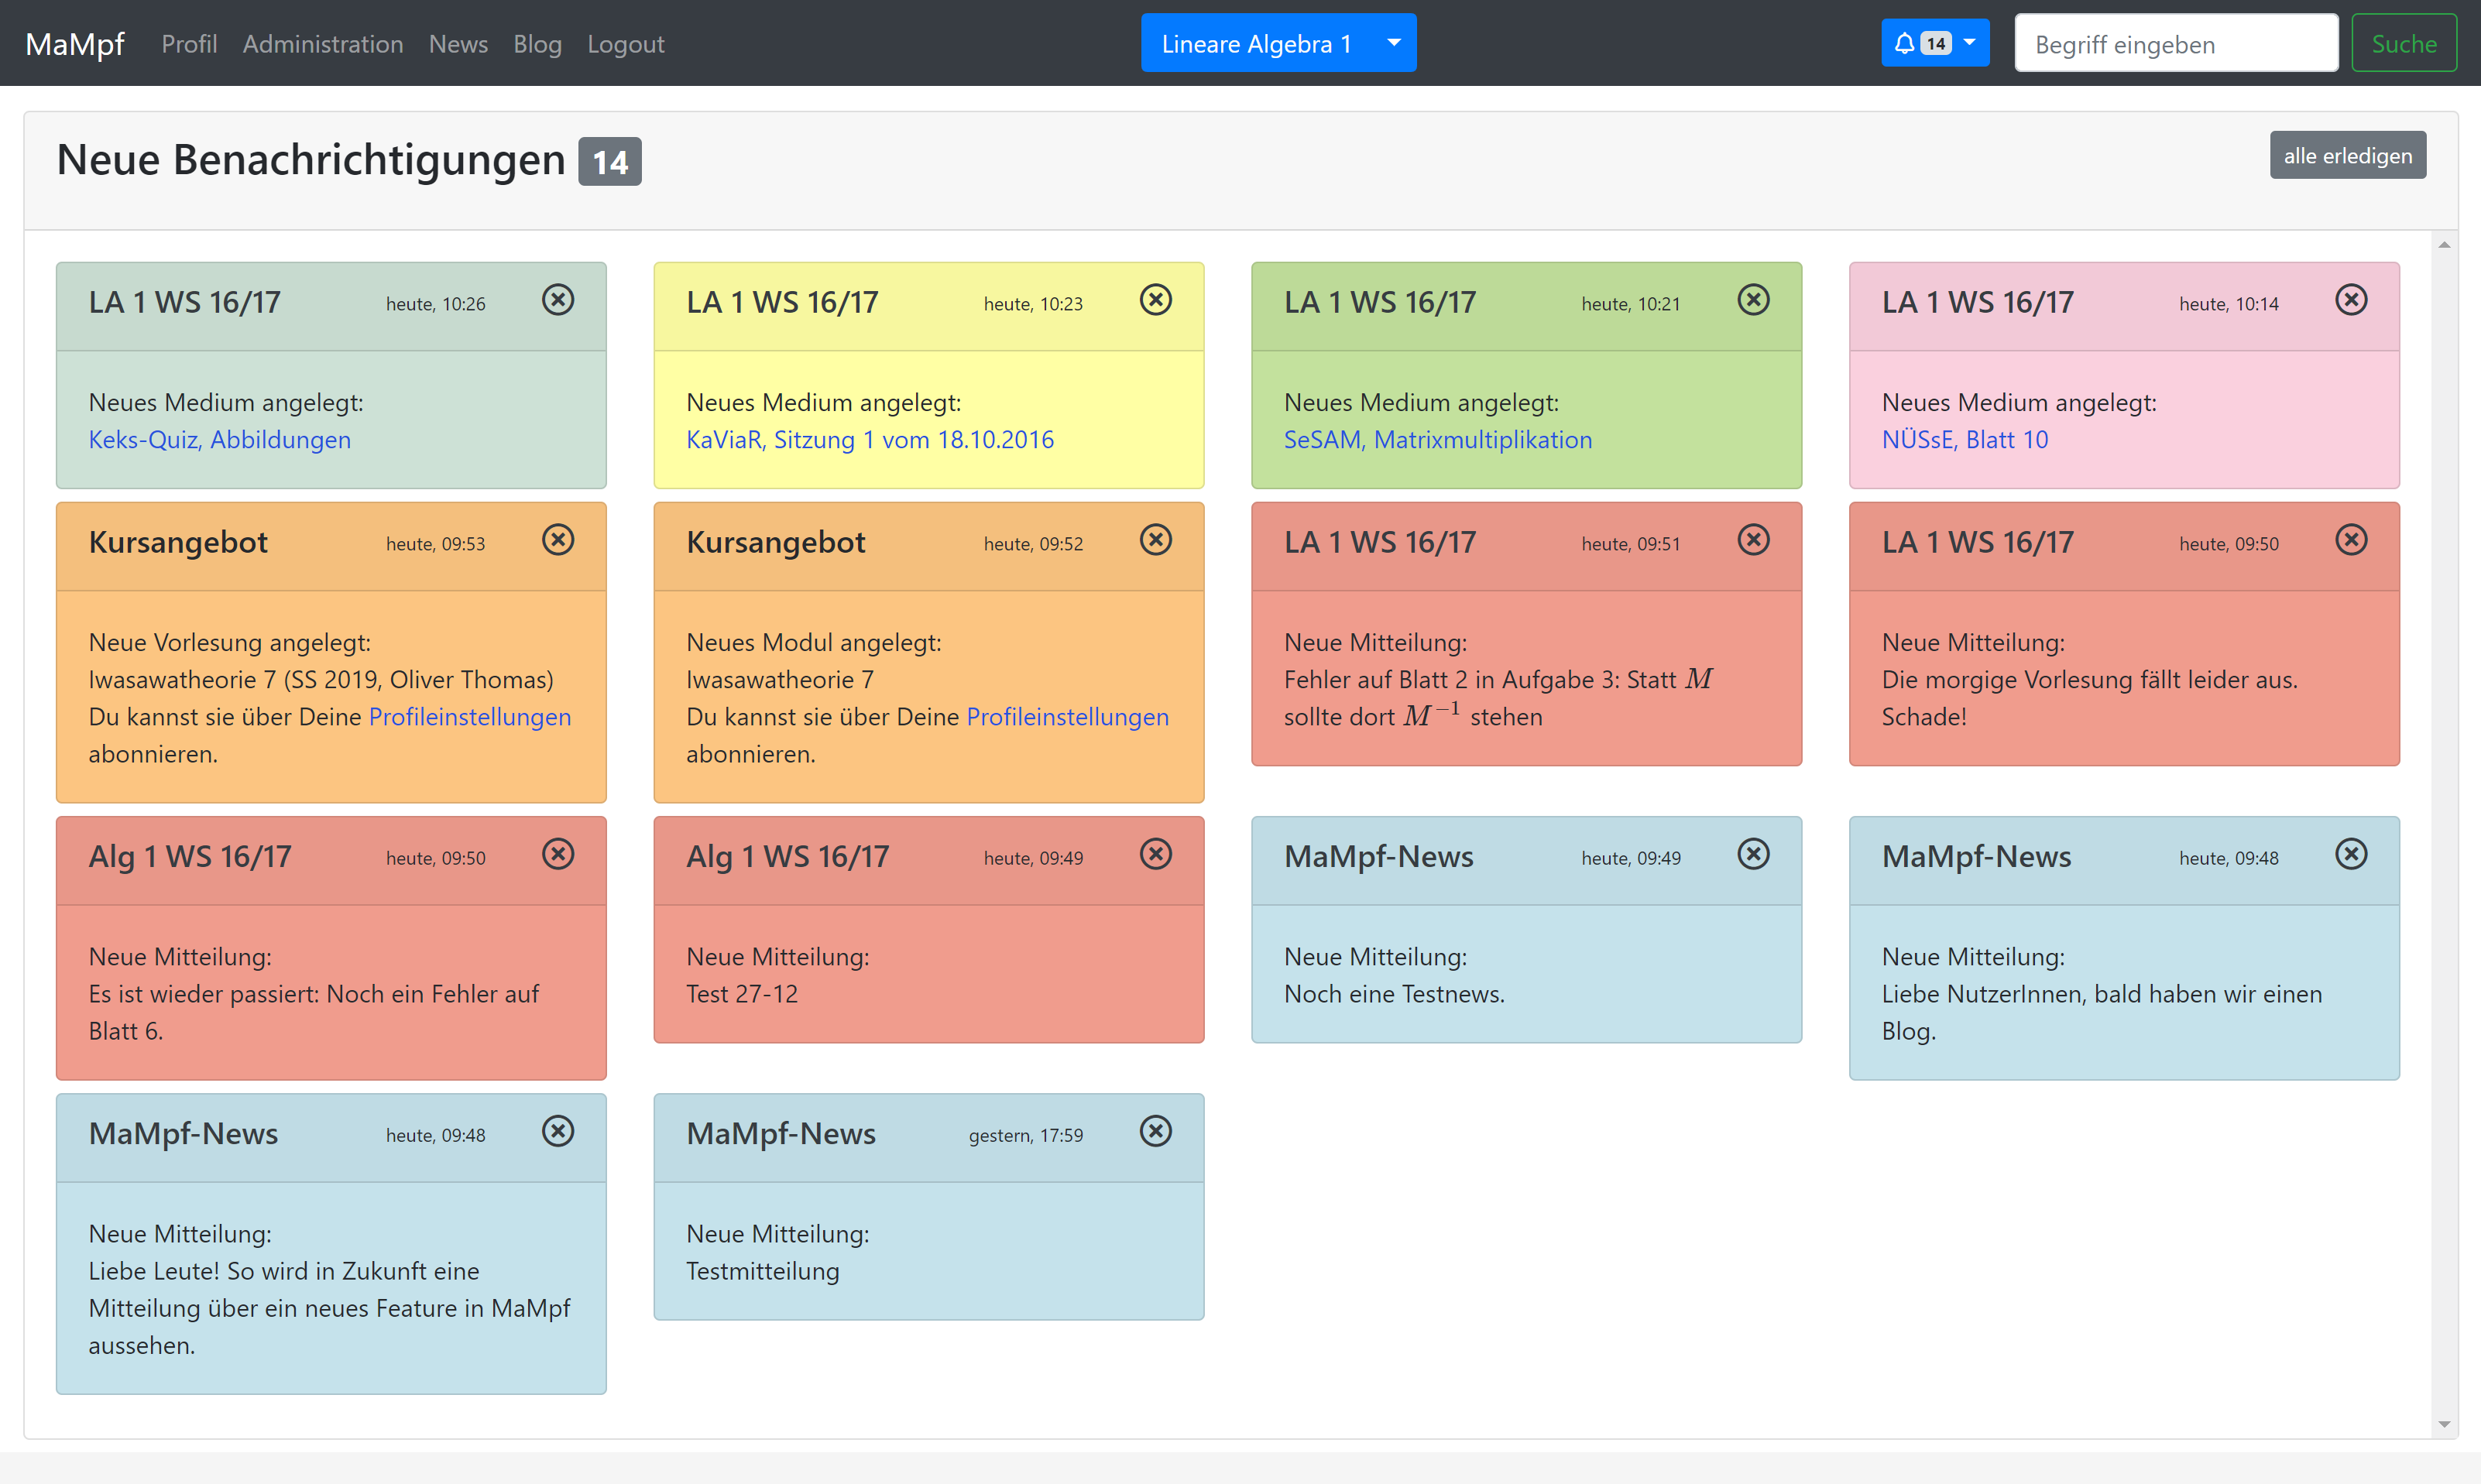 MaMpf Profil Administration News Blog Logout Lineare Algebra 1 14 Begriff eingeben Suche
Neue Benachrichtigungen 14 alle erledigen
LA 1 WS 16/17 heute, 10:26
Neues Medium angelegt:
Keks-Quiz, Abbildungen
LA 1 WS 16/17 heute, 10:23
Neues Medium angelegt:
KaViaR, Sitzung 1 vom 18.10.2016
LA 1 WS 16/17 heute, 10:21
Neues Medium angelegt:
SeSAM, Matrixmultiplikation
LA 1 WS 16/17 heute, 10:14
Neues Medium angelegt:
NÜSsE, Blatt 10
Kursangebot heute, 09:53
Neue Vorlesung angelegt:
Iwasawatheorie 7 (SS 2019, Oliver Thomas)
Du kannst sie über Deine Profileinstellungen
abonnieren.
Kursangebot heute, 09:52
Neues Modul angelegt:
Iwasawatheorie 7
Du kannst sie über Deine Profileinstellungen
abonnieren.
LA 1 WS 16/17 heute, 09:51
Neue Mitteilung:
Fehler auf Blatt 2 in Aufgabe 3: Statt M
sollte dort M⁻¹ stehen
LA 1 WS 16/17 heute, 09:50
Neue Mitteilung:
Die morgige Vorlesung fällt leider aus.
Schade!
Alg 1 WS 16/17 heute, 09:50
Neue Mitteilung:
Es ist wieder passiert: Noch ein Fehler auf
Blatt 6.
Alg 1 WS 16/17 heute, 09:49
Neue Mitteilung:
Test 27-12
MaMpf-News heute, 09:49
Neue Mitteilung:
Noch eine Testnews.
MaMpf-News heute, 09:48
Neue Mitteilung:
Liebe NutzerInnen, bald haben wir einen
Blog.
MaMpf-News heute, 09:48
Neue Mitteilung:
Liebe Leute! So wird in Zukunft eine
Mitteilung über ein neues Feature in MaMpf
aussehen.
MaMpf-News gestern, 17:59
Neue Mitteilung:
Testmitteilung